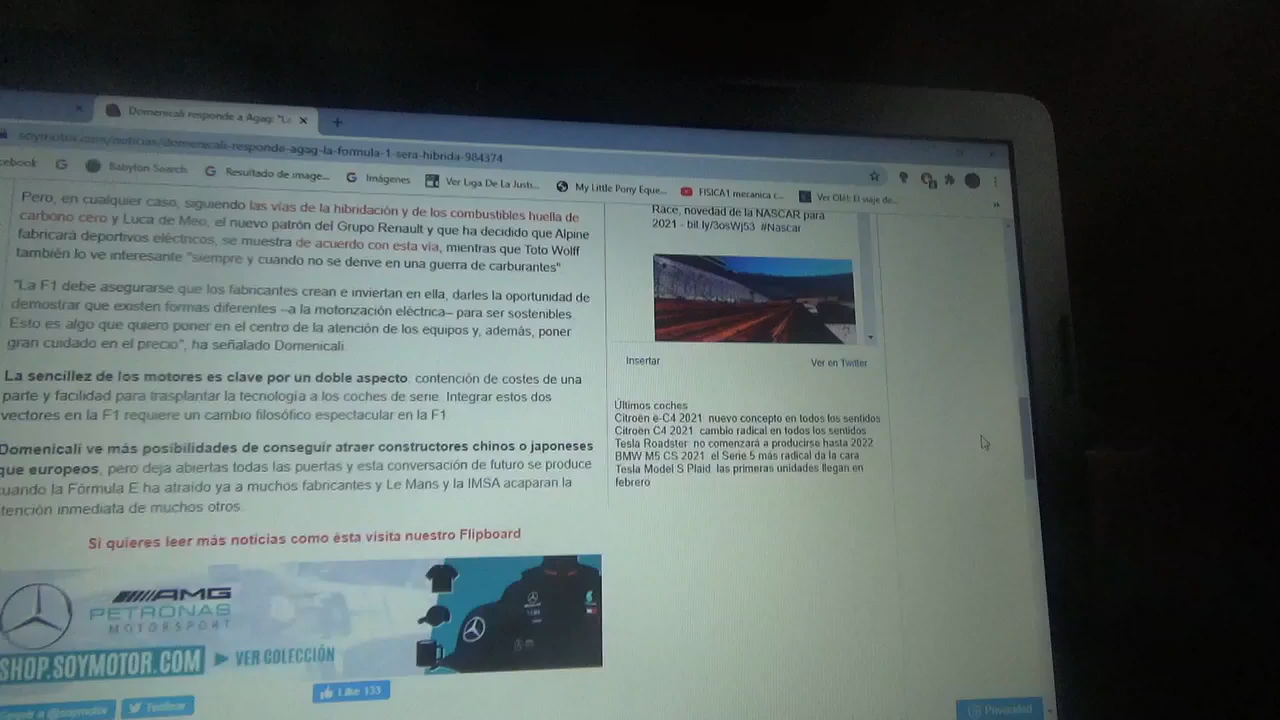 Domenicali responde a Agag: "La
soymotor.com/noticias/domenicali-responde-agag-la-formula-1-sera-hibrida-984374
cebook
Babylon Search
Resultado de image...
Imágenes
Ver Liga De La Justi...
My Little Pony Eque...
FISICA1 mecanica c...
Ver Olé! El viaje de...
Pero, en cualquier caso, siguiendo las vías de la hibridación y de los combustibles huella de
carbono cero y Luca de Meo, el nuevo patrón del Grupo Renault y que ha decidido que Alpine
fabricará deportivos eléctricos, se muestra de acuerdo con esta vía, mientras que Toto Wolff
también lo ve interesante "siempre y cuando no se derive en una guerra de carburantes"
"La F1 debe asegurarse que los fabricantes crean e inviertan en ella, darles la oportunidad de
demostrar que existen formas diferentes –a la motorización eléctrica– para ser sostenibles.
Esto es algo que quiero poner en el centro de la atención de los equipos y, además, poner
gran cuidado en el precio", ha señalado Domenicali.
La sencillez de los motores es clave por un doble aspecto: contención de costes de una
parte y facilidad para trasplantar la tecnología a los coches de serie. Integrar estos dos
vectores en la F1 requiere un cambio filosófico espectacular en la F1.
Domenicali ve más posibilidades de conseguir atraer constructores chinos o japoneses
que europeos, pero deja abiertas todas las puertas y esta conversación de futuro se produce
cuando la Fórmula E ha atraído ya a muchos fabricantes y Le Mans y la IMSA acaparan la
tención inmediata de muchos otros.
Si quieres leer más noticias como ésta visita nuestro Flipboard
AMG
PETRONAS
MOTORSPORT
SHOP.SOYMOTOR.COM
VER COLECCIÓN
Like 133
Seguir a @soymotor
Twittear
Race, novedad de la NASCAR para
2021 - bit.ly/3osWj53 #Nascar
Insertar
Ver en Twitter
Últimos coches
Citroën ë-C4 2021: nuevo concepto en todos los sentidos
Citroën C4 2021: cambio radical en todos los sentidos
Tesla Roadster: no comenzará a producirse hasta 2022
BMW M5 CS 2021: el Serie 5 más radical da la cara
Tesla Model S Plaid: las primeras unidades llegan en
febrero
Privacidad